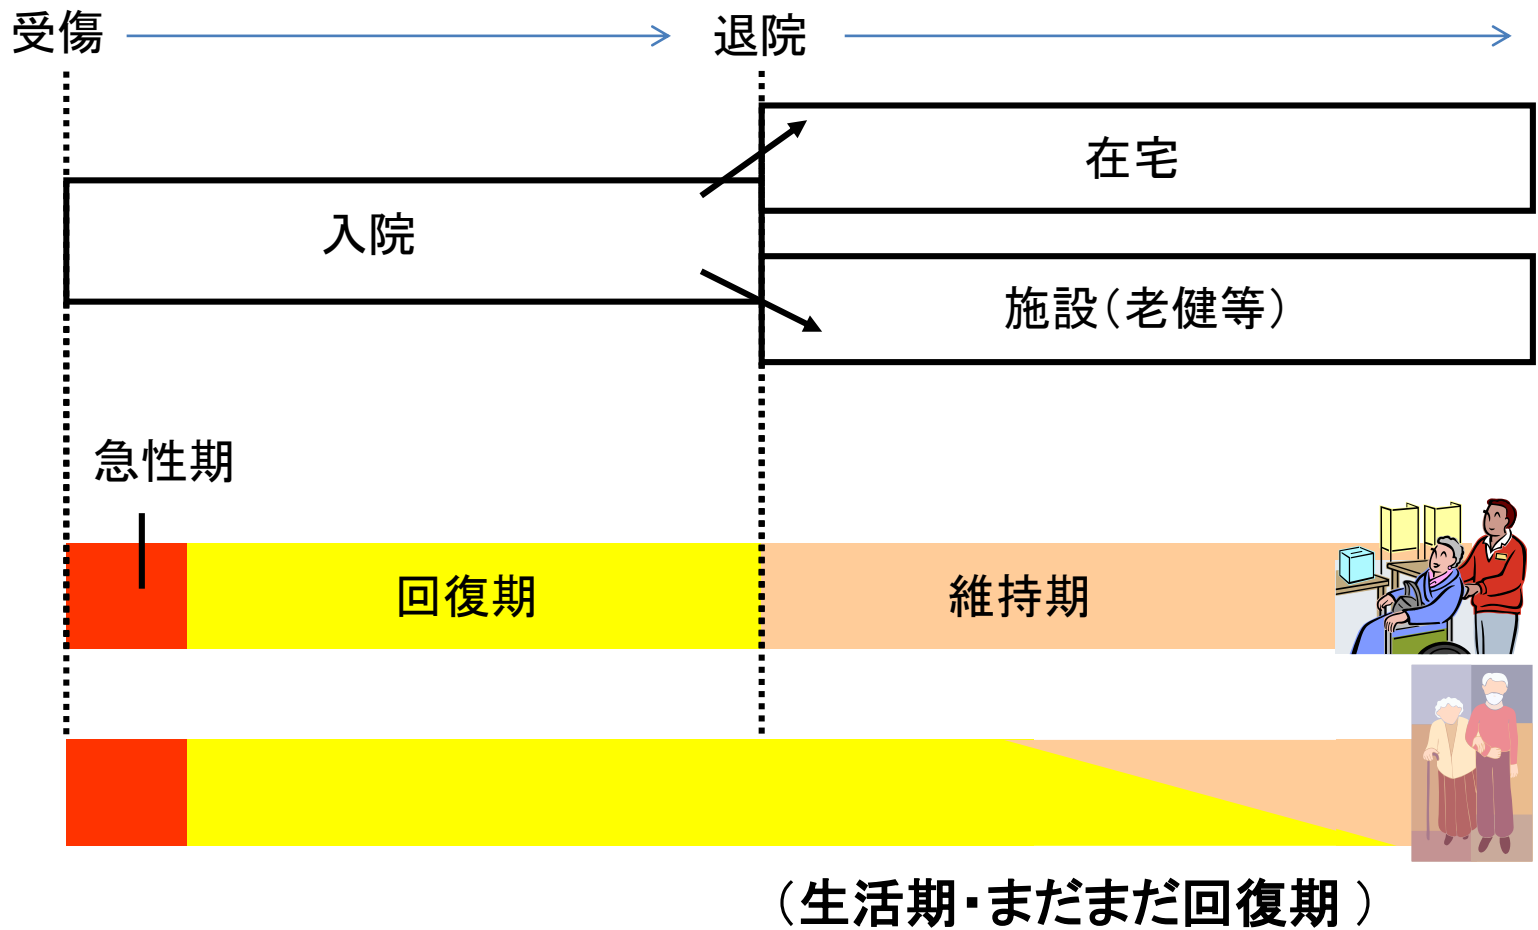 受傷
退院
在宅
入院
施設（老健等）
急性期
回復期
維持期
（生活期・まだまだ回復期）